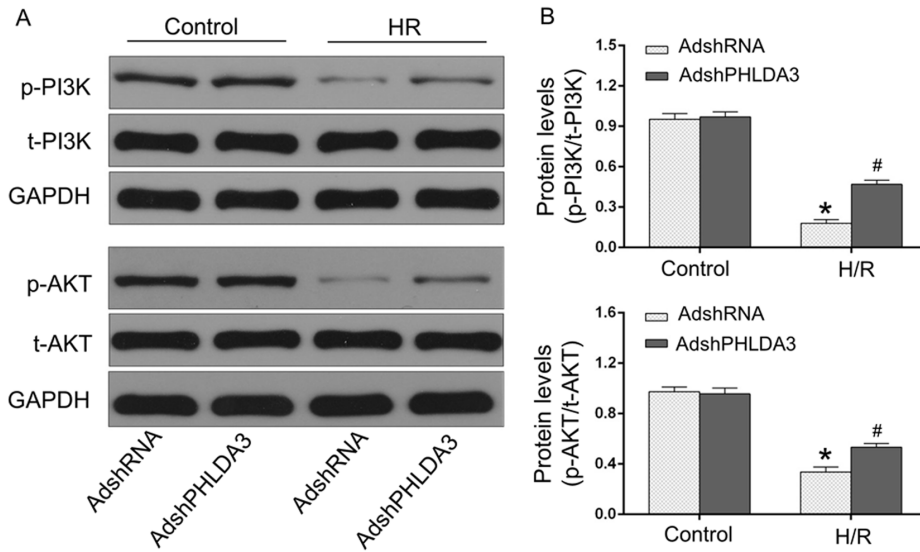 A
Control HR
p-PI3K
t-PI3K
GAPDH
p-AKT
t-AKT
GAPDH
AdshRNA
AdshPHLDA3
AdshRNA
AdshPHLDA3
B
Protein levels
(p-PI3K/t-PI3K)
1.5
1.2
0.9
0.6
0.3
0.0
AdshRNA
AdshPHLDA3
*
#
Control H/R
Protein levels
(p-AKT/t-AKT)
1.6
1.2
0.8
0.4
0.0
AdshRNA
AdshPHLDA3
*
#
Control H/R